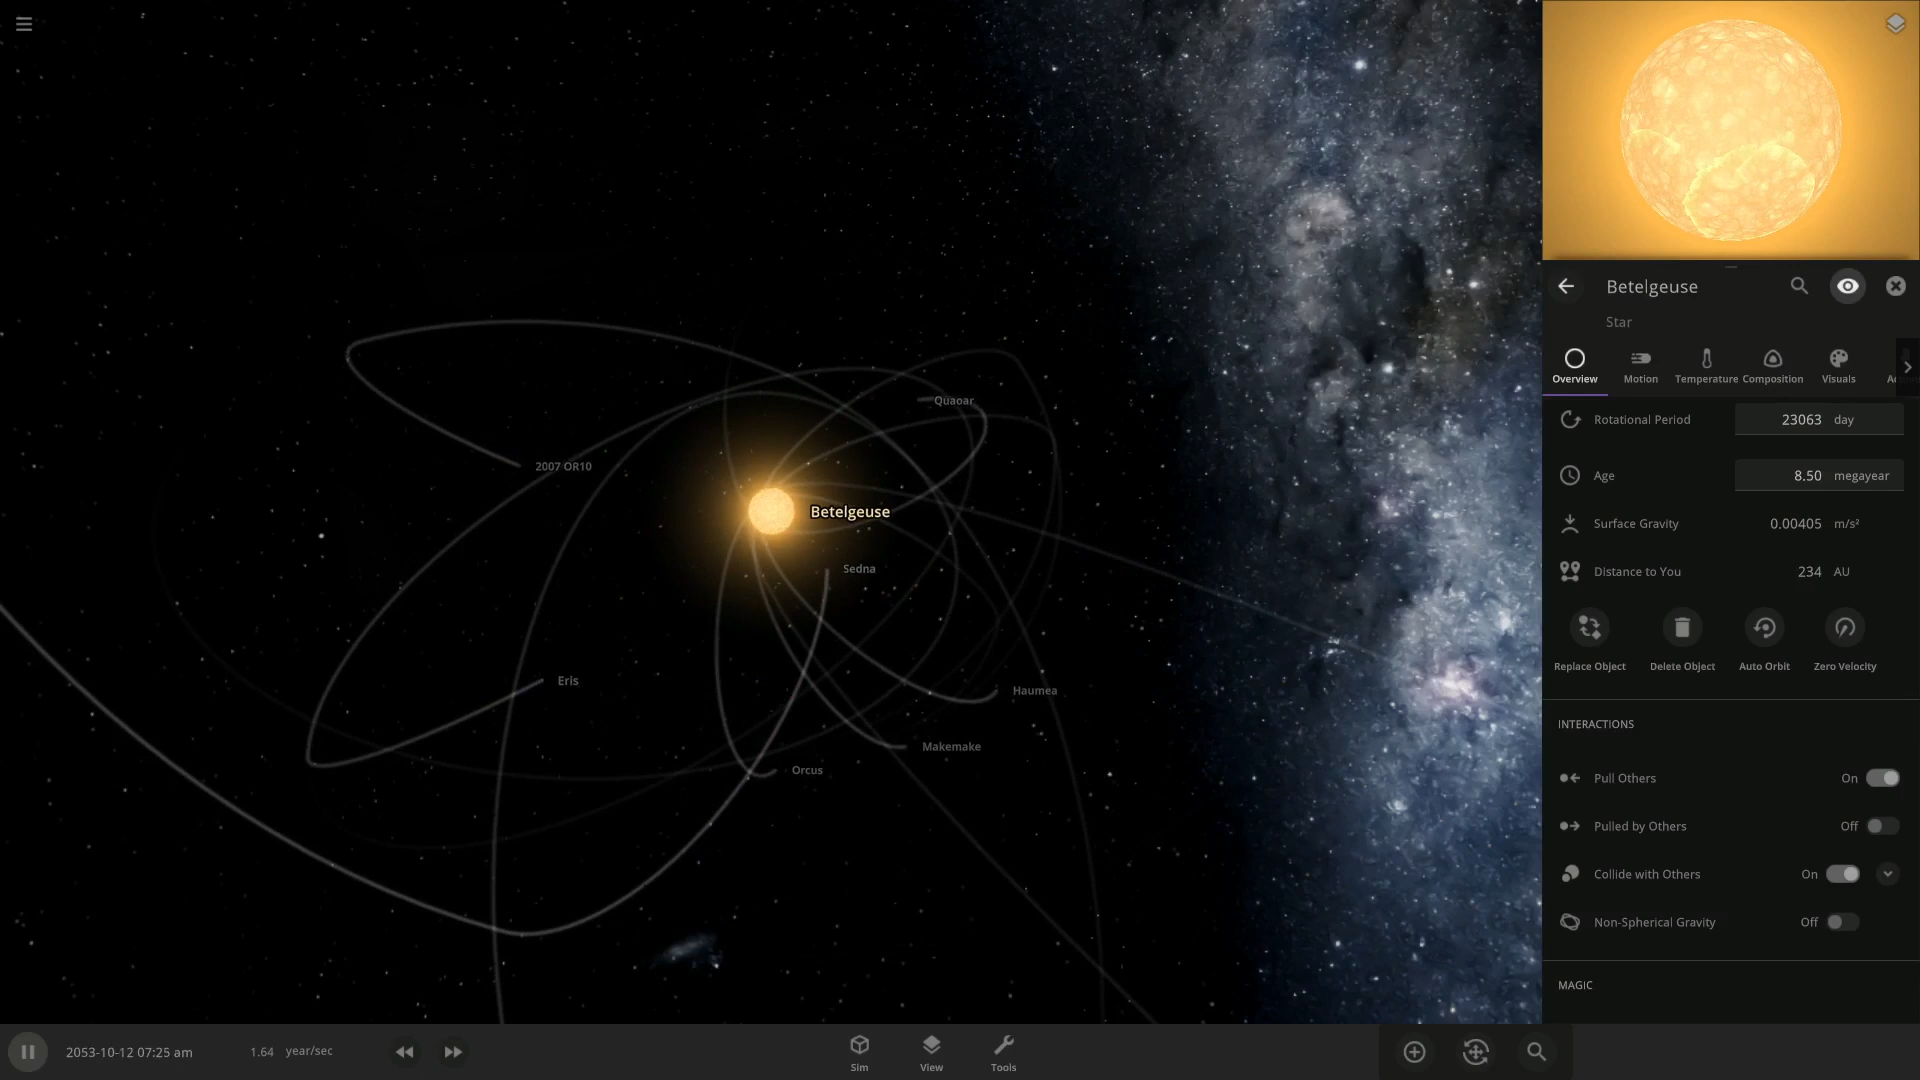 Quaoar
2007 OR10
Betelgeuse
Sedna
Eris
Haumea
Makemake
Orcus
Betelgeuse
Star
Overview
Motion
Temperature
Composition
Visuals
Rotational Period 23063 day
Age 8.50 megayear
Surface Gravity 0.00405 m/s²
Distance to You 234 AU
Replace Object
Delete Object
Auto Orbit
Zero Velocity
INTERACTIONS
Pull Others On
Pulled by Others Off
Collide with Others On
Non-Spherical Gravity Off
MAGIC
2053-10-12 07:25 am
1.64 year/sec
Sim
View
Tools